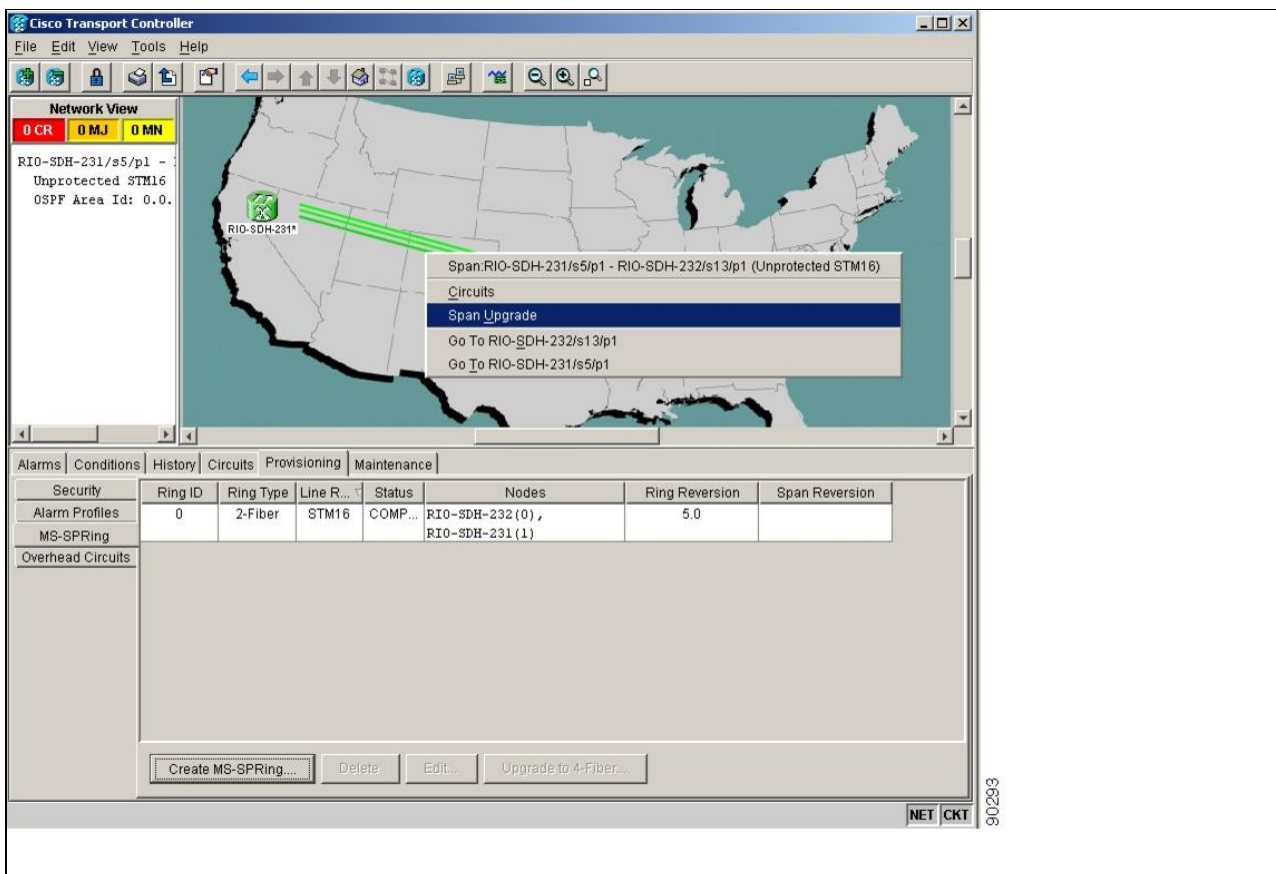 Cisco Transport Controller
File Edit View Tools Help
Network View
0 CR 0 MJ 0 MN
RIO-SDH-231/s5/p1 -
Unprotected STM16
OSPF Area Id: 0.0.
RIO-SDH-231*
Span:RIO-SDH-231/s5/p1 - RIO-SDH-232/s13/p1 (Unprotected STM16)
Circuits
Span Upgrade
Go To RIO-SDH-232/s13/p1
Go To RIO-SDH-231/s5/p1
Alarms Conditions History Circuits Provisioning Maintenance
Security
Alarm Profiles
MS-SPRing
Overhead Circuits
Ring ID Ring Type Line R... Status Nodes Ring Reversion Span Reversion
0 2-Fiber STM16 COMP... RIO-SDH-232(0), 5.0
RIO-SDH-231(1)
Create MS-SPRing.... Delete Edit... Upgrade to 4-Fiber...
NET CKT
90293